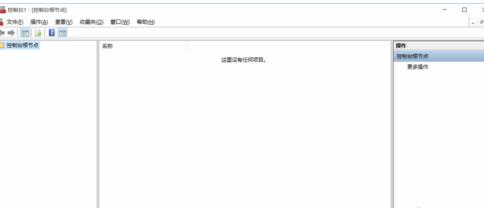 控制台1 - [控制台根节点]
文件(F) 操作(A) 查看(V) 收藏夹(O) 窗口(W) 帮助(H)
控制台根节点
名称
这里没有任何项目。
操作
控制台根节点
更多操作